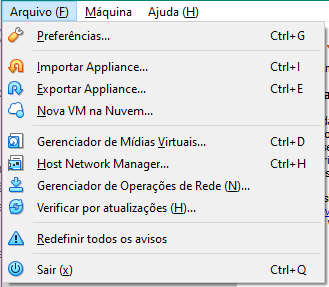 Arquivo (F) Máquina Ajuda (H)
Preferências... Ctrl+G
Importar Appliance... Ctrl+I
Exportar Appliance... Ctrl+E
Nova VM na Nuvem...
Gerenciador de Mídias Virtuais... Ctrl+D
Host Network Manager... Ctrl+H
Gerenciador de Operações de Rede (N)...
Verificar por atualizações (H)...
Redefinir todos os avisos
Sair (x) Ctrl+Q